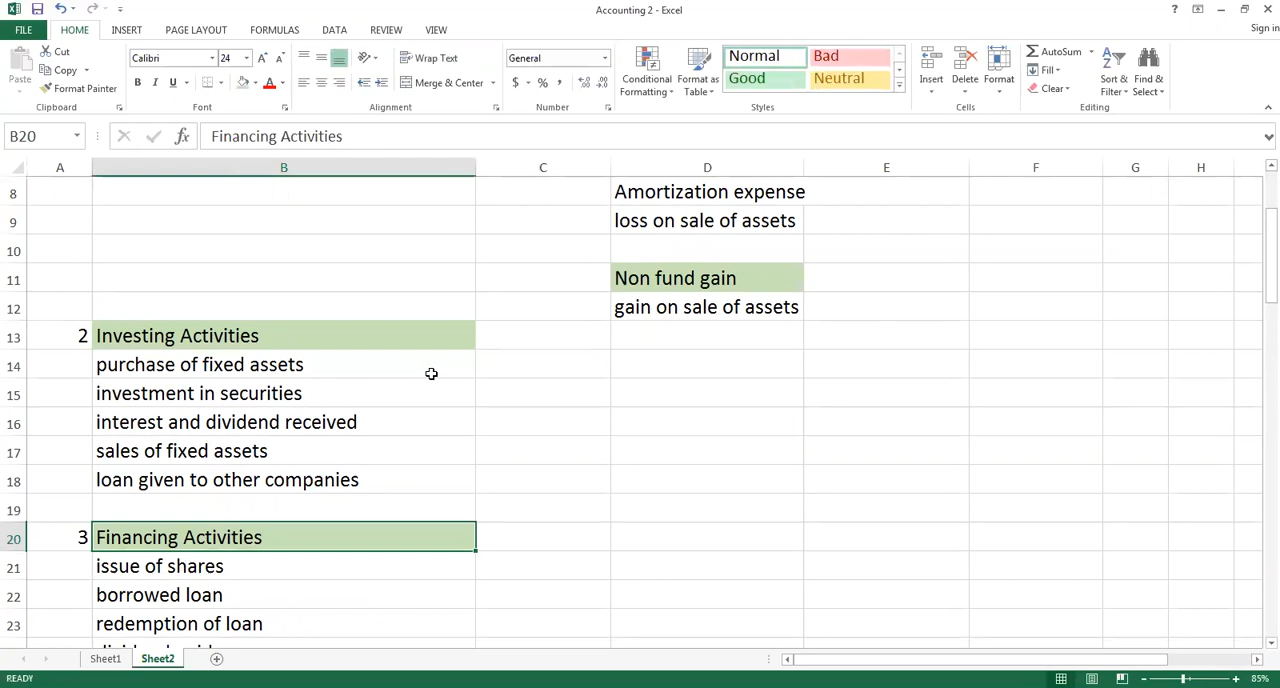 Accounting 2 - Excel
FILE HOME INSERT PAGE LAYOUT FORMULAS DATA REVIEW VIEW Sign in
Paste Cut Copy Format Painter Clipboard
Calibri 24 B I U A Font
Wrap Text Merge & Center Alignment
General $ % , Number
Conditional Formatting Format as Table Normal Bad Good Neutral Styles
Insert Delete Format Cells
AutoSum Fill Clear Sort & Filter Find & Select Editing
B20 fx Financing Activities
A B C D E F G H
8 Amortization expense
9 loss on sale of assets
10
11 Non fund gain
12 gain on sale of assets
13 2 Investing Activities
14 purchase of fixed assets
15 investment in securities
16 interest and dividend received
17 sales of fixed assets
18 loan given to other companies
19
20 3 Financing Activities
21 issue of shares
22 borrowed loan
23 redemption of loan
Sheet1 Sheet2
READY 85%